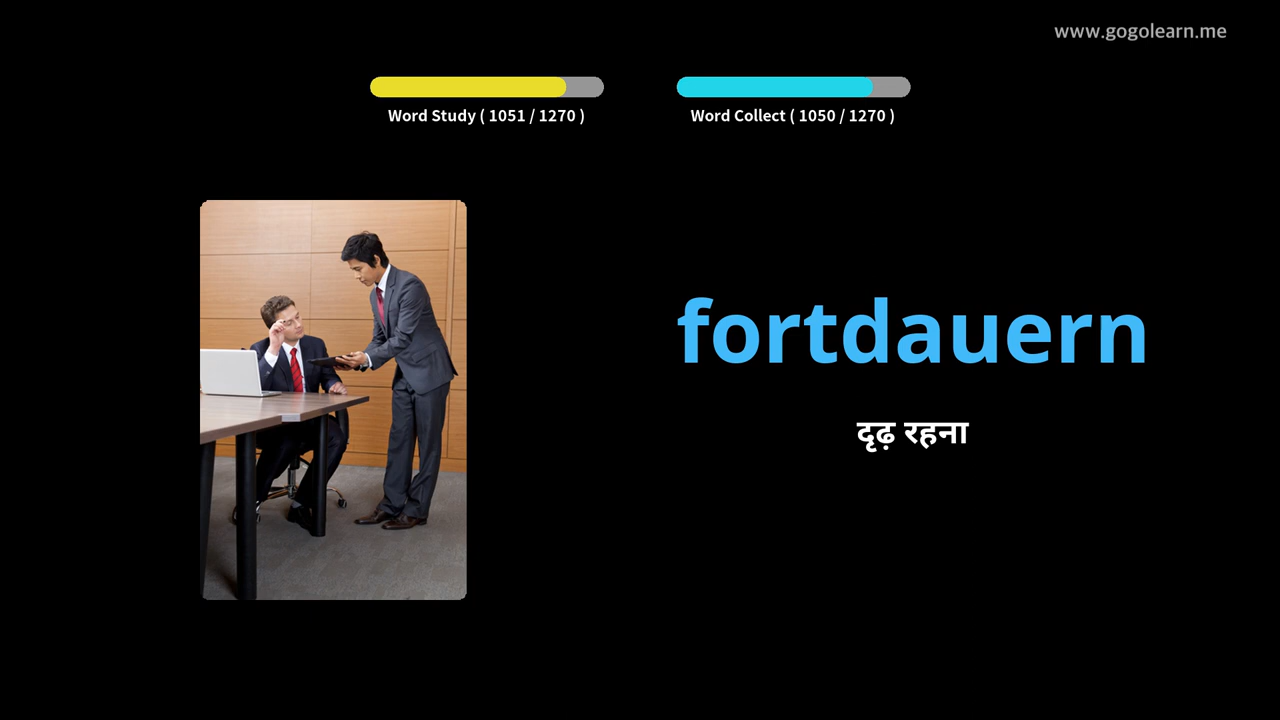 www.gogolearn.me
Word Study ( 1051 / 1270 )
Word Collect ( 1050 / 1270 )
fortdauern
दृढ़ रहना